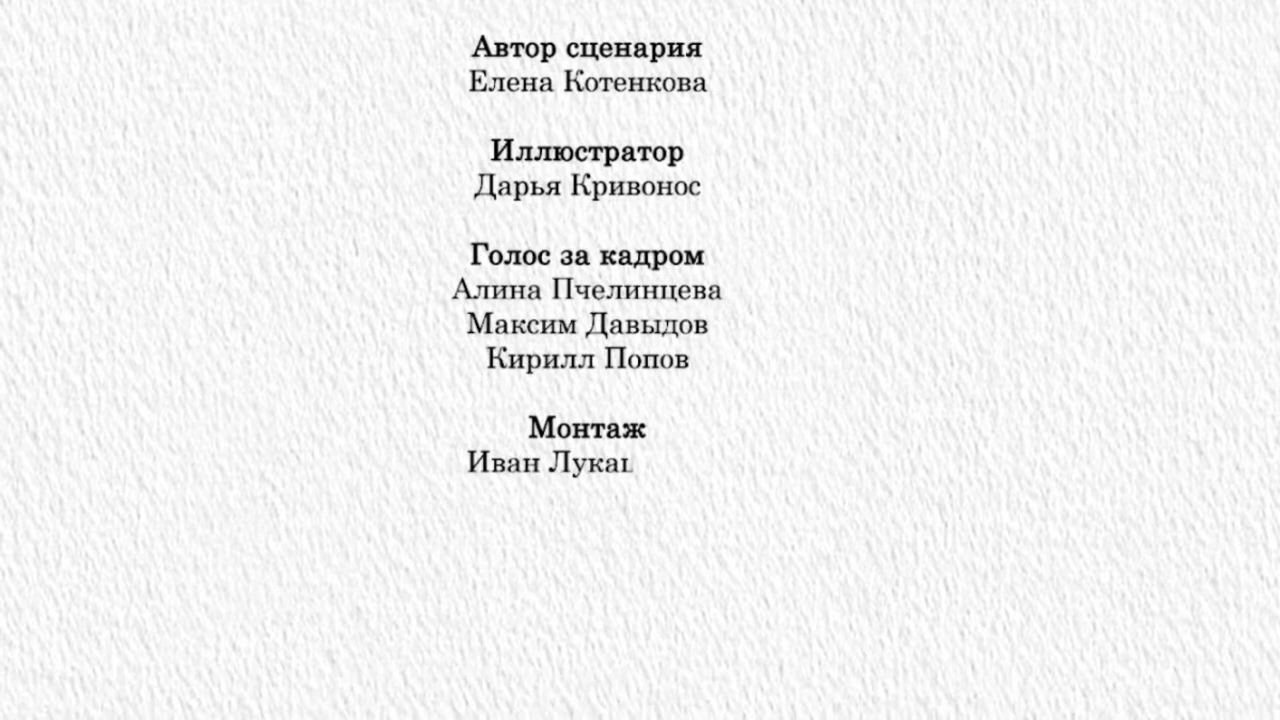 Автор сценария
Елена Котенкова
Иллюстратор
Дарья Кривонос
Голос за кадром
Алина Пчелинцева
Максим Давыдов
Кирилл Попов
Монтаж
Иван